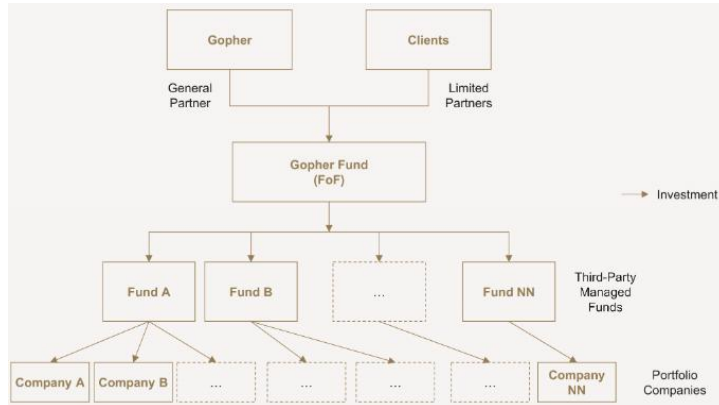 Gopher
Clients
General
Partner
Limited
Partners
Gopher Fund
(FoF)
Investment
Fund A
Fund B
...
Fund NN
Third-Party
Managed
Funds
Company A
Company B
...
...
...
...
Company
NN
Portfolio
Companies